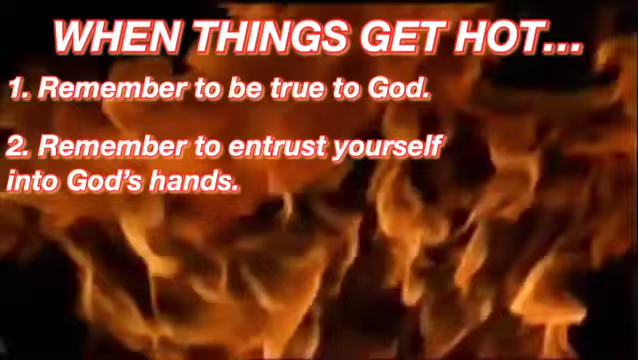 WHEN THINGS GET HOT...
1. Remember to be true to God.
2. Remember to entrust yourself
into God's hands.